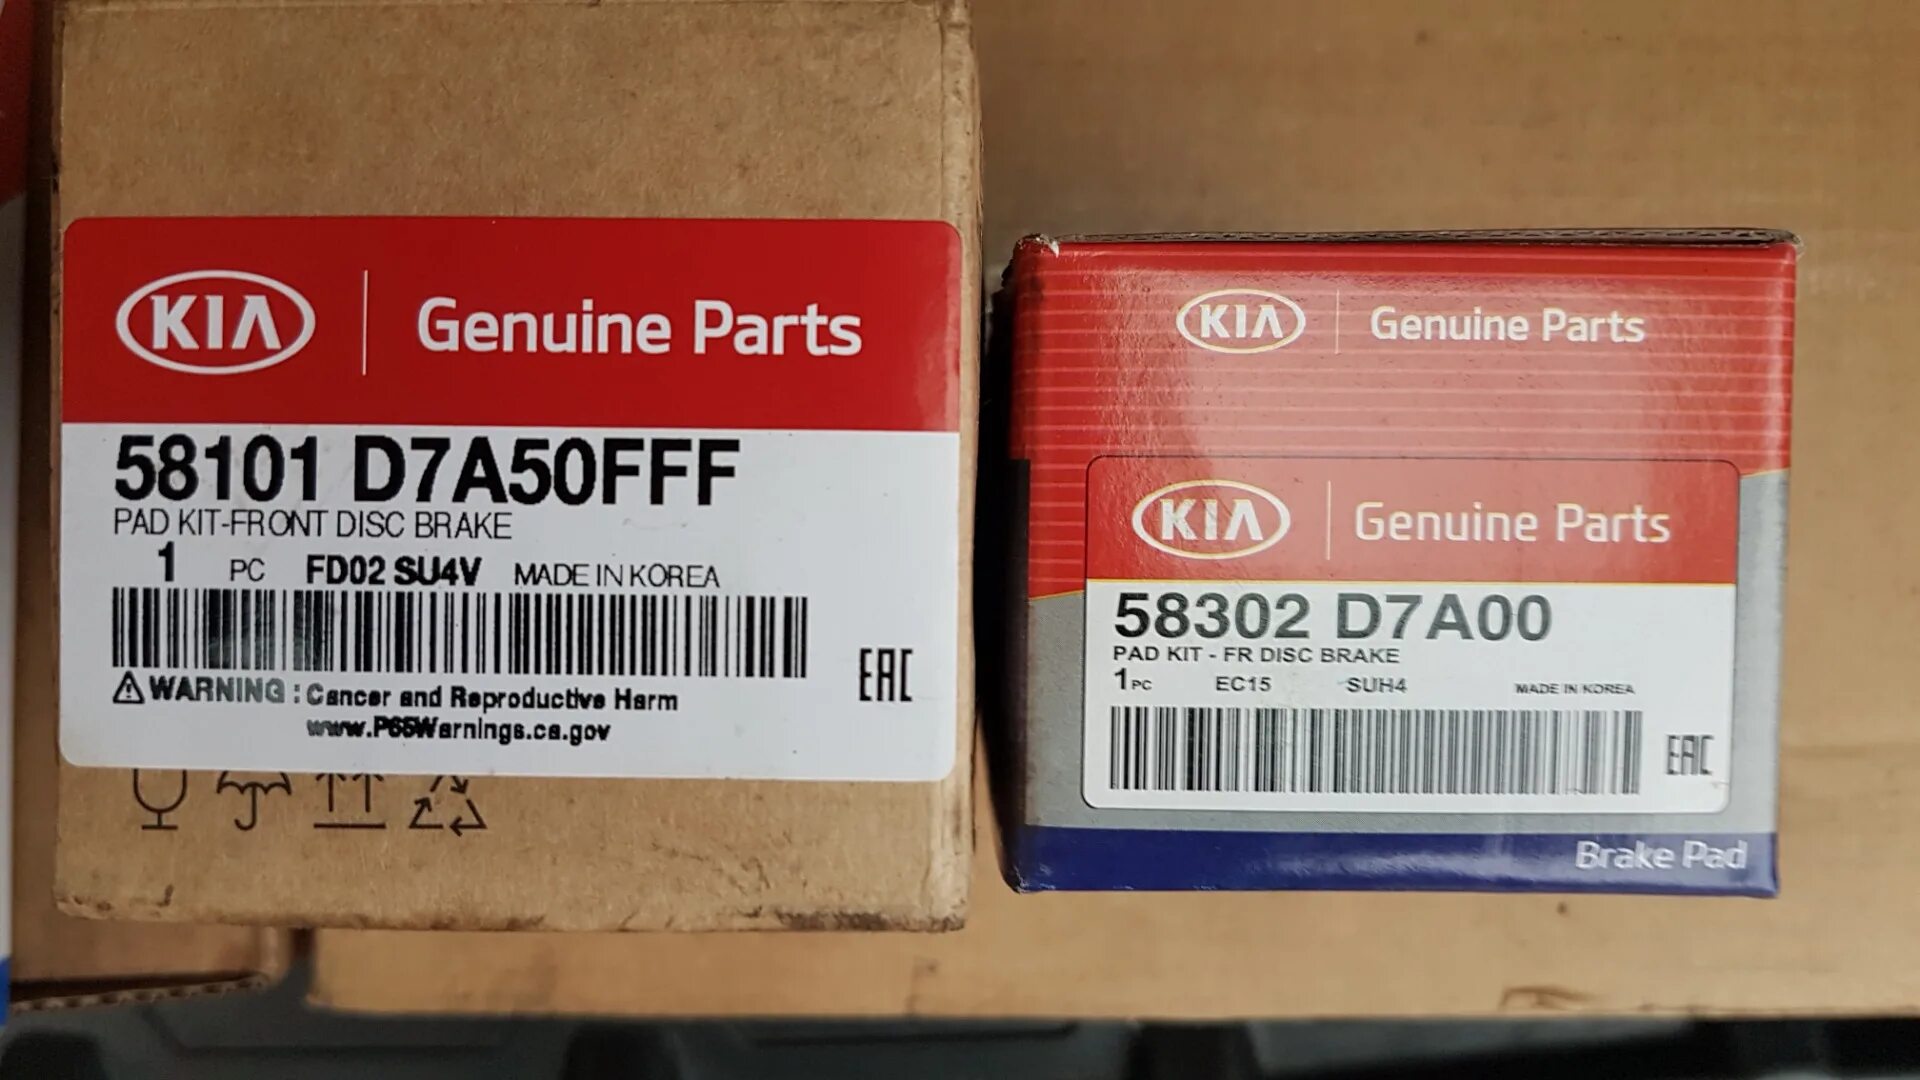 KIA Genuine Parts
58101 D7A50FFF
PAD KIT-FRONT DISC BRAKE
1 PC FD02 SU4V MADE IN KOREA
EAC
WARNING : Cancer and Reproductive Harm
www.P65Warnings.ca.gov
KIA Genuine Parts
KIA Genuine Parts
58302 D7A00
PAD KIT - FR DISC BRAKE
1 PC EC15 SUH4 MADE IN KOREA
EAC
Brake Pad